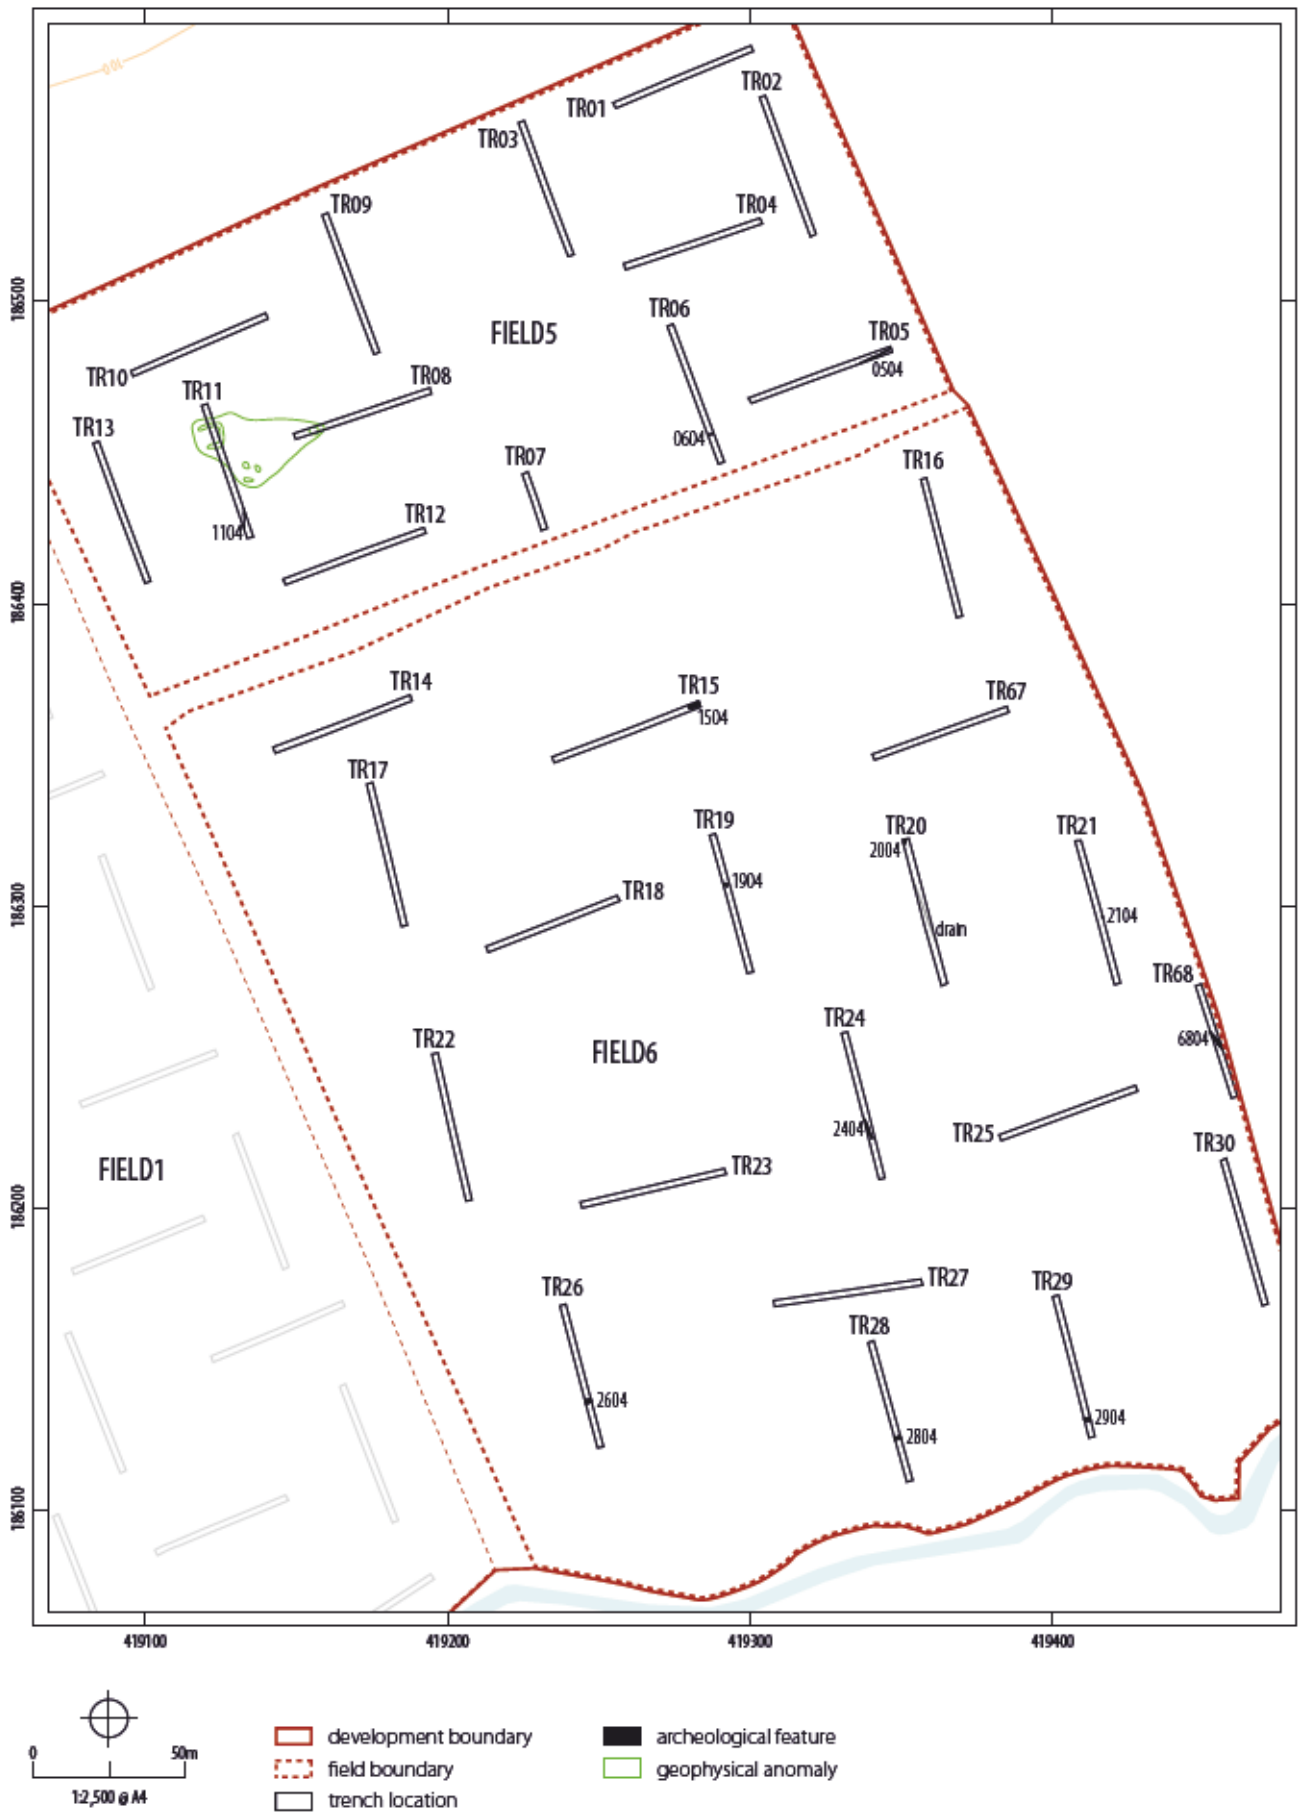 0.01
TR01
TR02
TR03
TR04
TR09
186500
TR06
FIELD5
TR05
0504
TR10
TR11
TR08
TR13
0604
TR07
TR16
1104
TR12
186400
TR14
TR15
1504
TR67
TR17
TR19
TR20
2004
TR21
1904
TR18
186300
2104
drain
TR68
TR24
6804
TR22
FIELD6
2404
TR25
TR30
FIELD1
TR23
186200
TR26
TR27
TR29
TR28
2604
2804
2904
186100
419100
419200
419300
419400
0
50m
1:2,500 @ A4
development boundary
field boundary
trench location
archeological feature
geophysical anomaly